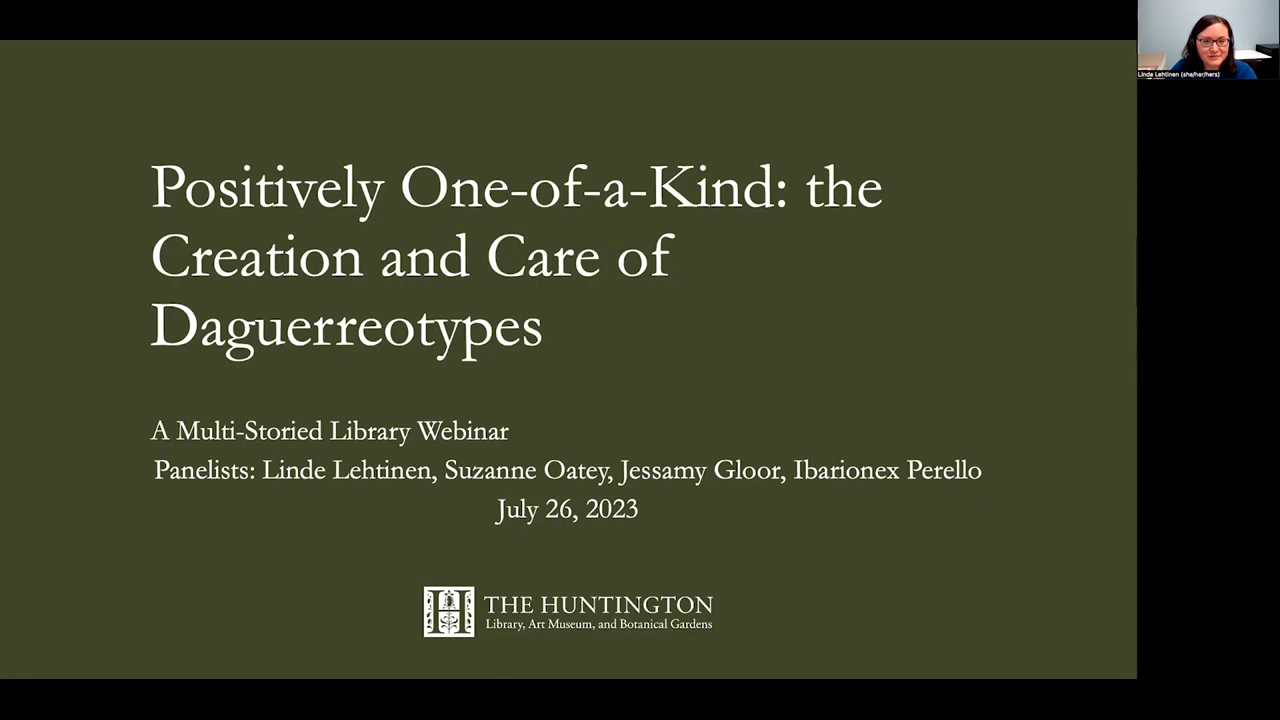 Positively One-of-a-Kind: the
Creation and Care of
Daguerreotypes
A Multi-Storied Library Webinar
Panelists: Linde Lehtinen, Suzanne Oatey, Jessamy Gloor, Ibarionex Perello
July 26, 2023
H
THE HUNTINGTON
Library, Art Museum, and Botanical Gardens
Linde Lehtinen (she/her/hers)